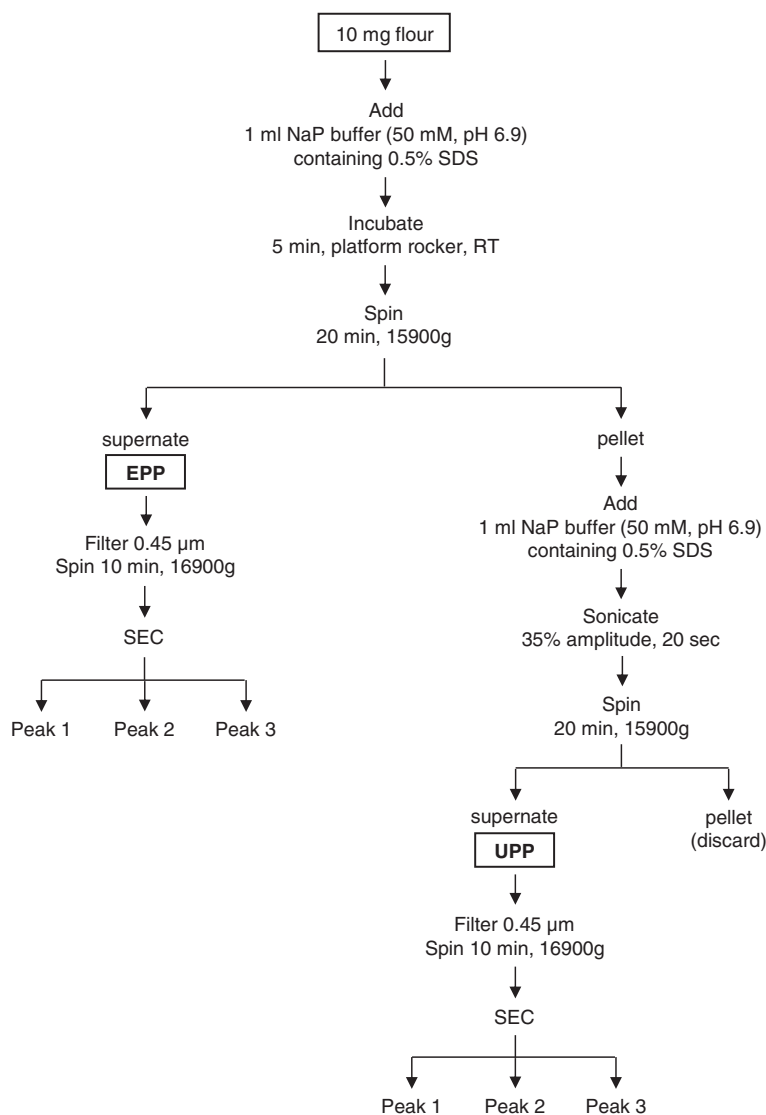 10 mg flour
Add
1 ml NaP buffer (50 mM, pH 6.9)
containing 0.5% SDS
Incubate
5 min, platform rocker, RT
Spin
20 min, 15900g
supernate
EPP
Filter 0.45 µm
Spin 10 min, 16900g
SEC
Peak 1
Peak 2
Peak 3
pellet
Add
1 ml NaP buffer (50 mM, pH 6.9)
containing 0.5% SDS
Sonicate
35% amplitude, 20 sec
Spin
20 min, 15900g
supernate
UPP
Filter 0.45 µm
Spin 10 min, 16900g
SEC
Peak 1
Peak 2
Peak 3
pellet
(discard)